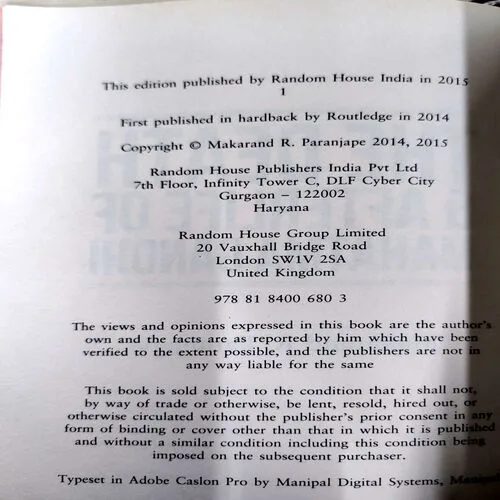 This edition published by Random House India in 2015
1
First published in hardback by Routledge in 2014
Copyright © Makarand R. Paranjape 2014, 2015
Random House Publishers India Pvt Ltd
7th Floor, Infinity Tower C, DLF Cyber City
Gurgaon – 122002
Haryana
Random House Group Limited
20 Vauxhall Bridge Road
London SW1V 2SA
United Kingdom
978 81 8400 680 3
The views and opinions expressed in this book are the author's
own and the facts are as reported by him which have been
verified to the extent possible, and the publishers are not in
any way liable for the same
This book is sold subject to the condition that it shall not,
by way of trade or otherwise, be lent, resold, hired out, or
otherwise circulated without the publisher's prior consent in any
form of binding or cover other than that in which it is published
and without a similar condition including this condition being
imposed on the subsequent purchaser.
Typeset in Adobe Caslon Pro by Manipal Digital Systems, Manipal